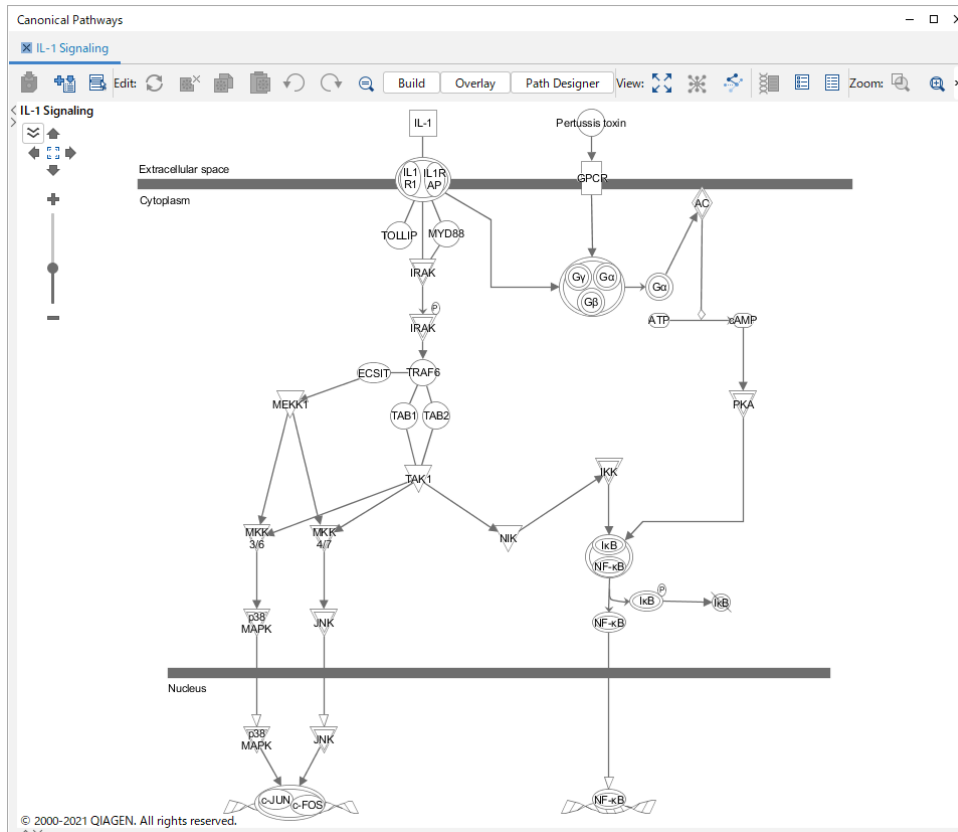 Canonical Pathways
IL-1 Signaling
Edit:
Build
Overlay
Path Designer
View:
Zoom:
IL-1 Signaling
IL-1
Pertussis toxin
Extracellular space
IL1
R1
IL1R
AP
GPCR
Cytoplasm
AC
TOLLIP
MYD88
IRAK
Gγ
Gα
Gβ
Gα
P
IRAK
ATP
cAMP
ECSIT
TRAF6
MEKK1
TAB1
TAB2
PKA
TAK1
IKK
MKK
3/6
MKK
4/7
NIK
IκB
NF-κB
P
IκB
IκB
p38
MAPK
JNK
NF-κB
Nucleus
p38
MAPK
JNK
c-JUN
c-FOS
NF-κB
© 2000-2021 QIAGEN. All rights reserved.